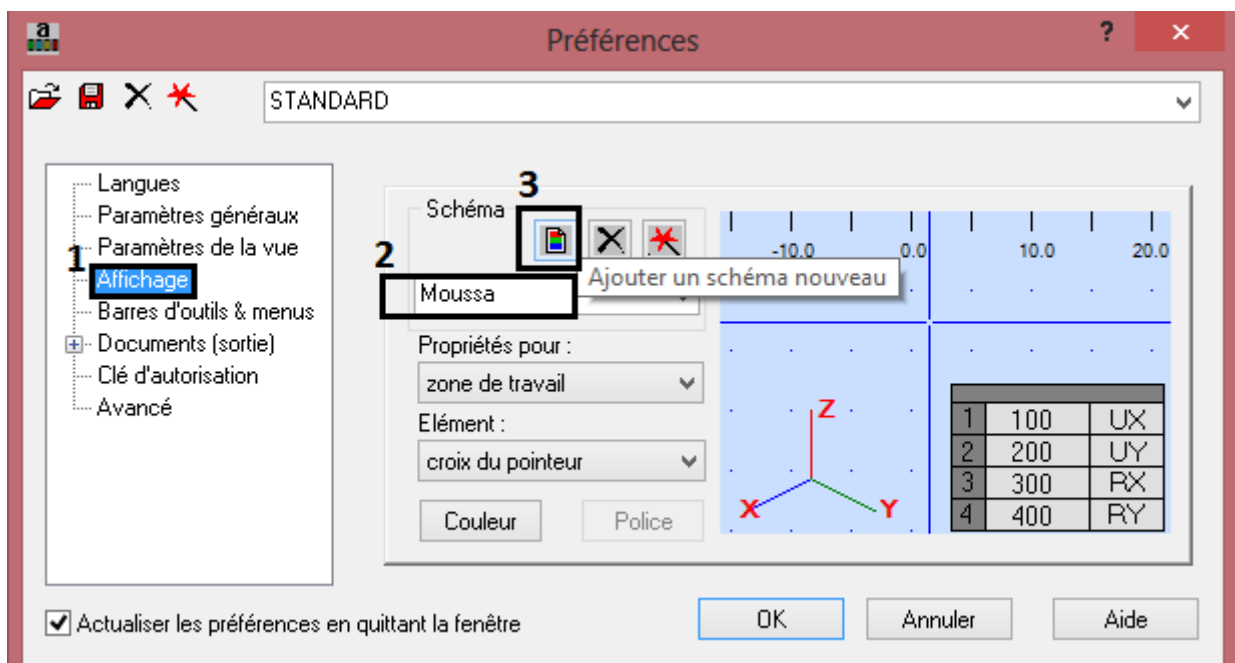 Préférences
?
STANDARD
Langues
Paramètres généraux
Paramètres de la vue
1
Affichage
Barres d'outils & menus
Documents (sortie)
Clé d'autorisation
Avancé
3
Schéma
2
Ajouter un schéma nouveau
Moussa
Propriétés pour :
zone de travail
Elément :
croix du pointeur
Couleur
Police
-10.0 0.0 10.0 20.0
Z
X
Y
1 100 UX
2 200 UY
3 300 RX
4 400 RY
Actualiser les préférences en quittant la fenêtre
OK
Annuler
Aide